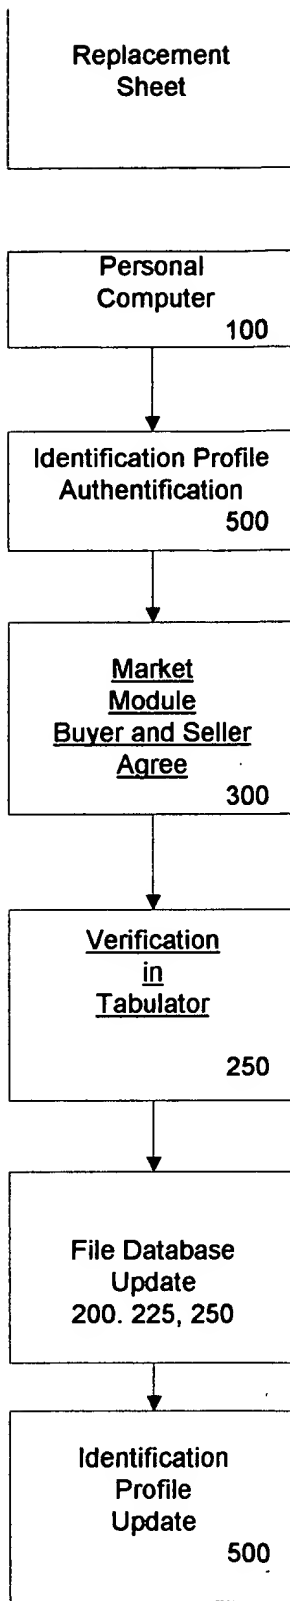 Replacement
Sheet
Personal
Computer
100
Identification Profile
Authentification
500
Market
Module
Buyer and Seller
Agree
300
Verification
in
Tabulator
250
File Database
Update
200. 225, 250
Identification
Profile
Update
500